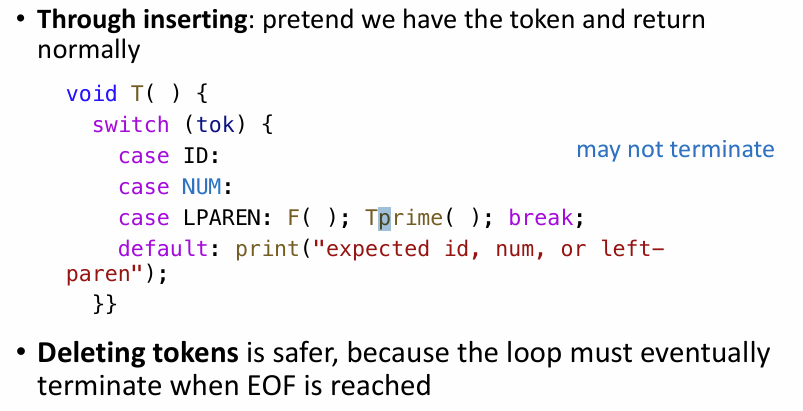 • Through inserting: pretend we have the token and return
normally
void T( ) {
switch (tok) {
case ID:
may not terminate
case NUM:
case LPAREN: F( ); Tprime( ); break;
default: print("expected id, num, or left-
paren");
}}
• Deleting tokens is safer, because the loop must eventually
terminate when EOF is reached